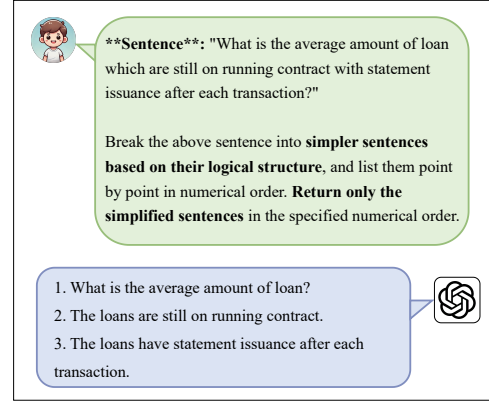 **Sentence**: "What is the average amount of loan
which are still on running contract with statement
issuance after each transaction?"
Break the above sentence into simpler sentences
based on their logical structure, and list them point
by point in numerical order. Return only the
simplified sentences in the specified numerical order.
1. What is the average amount of loan?
2. The loans are still on running contract.
3. The loans have statement issuance after each
transaction.